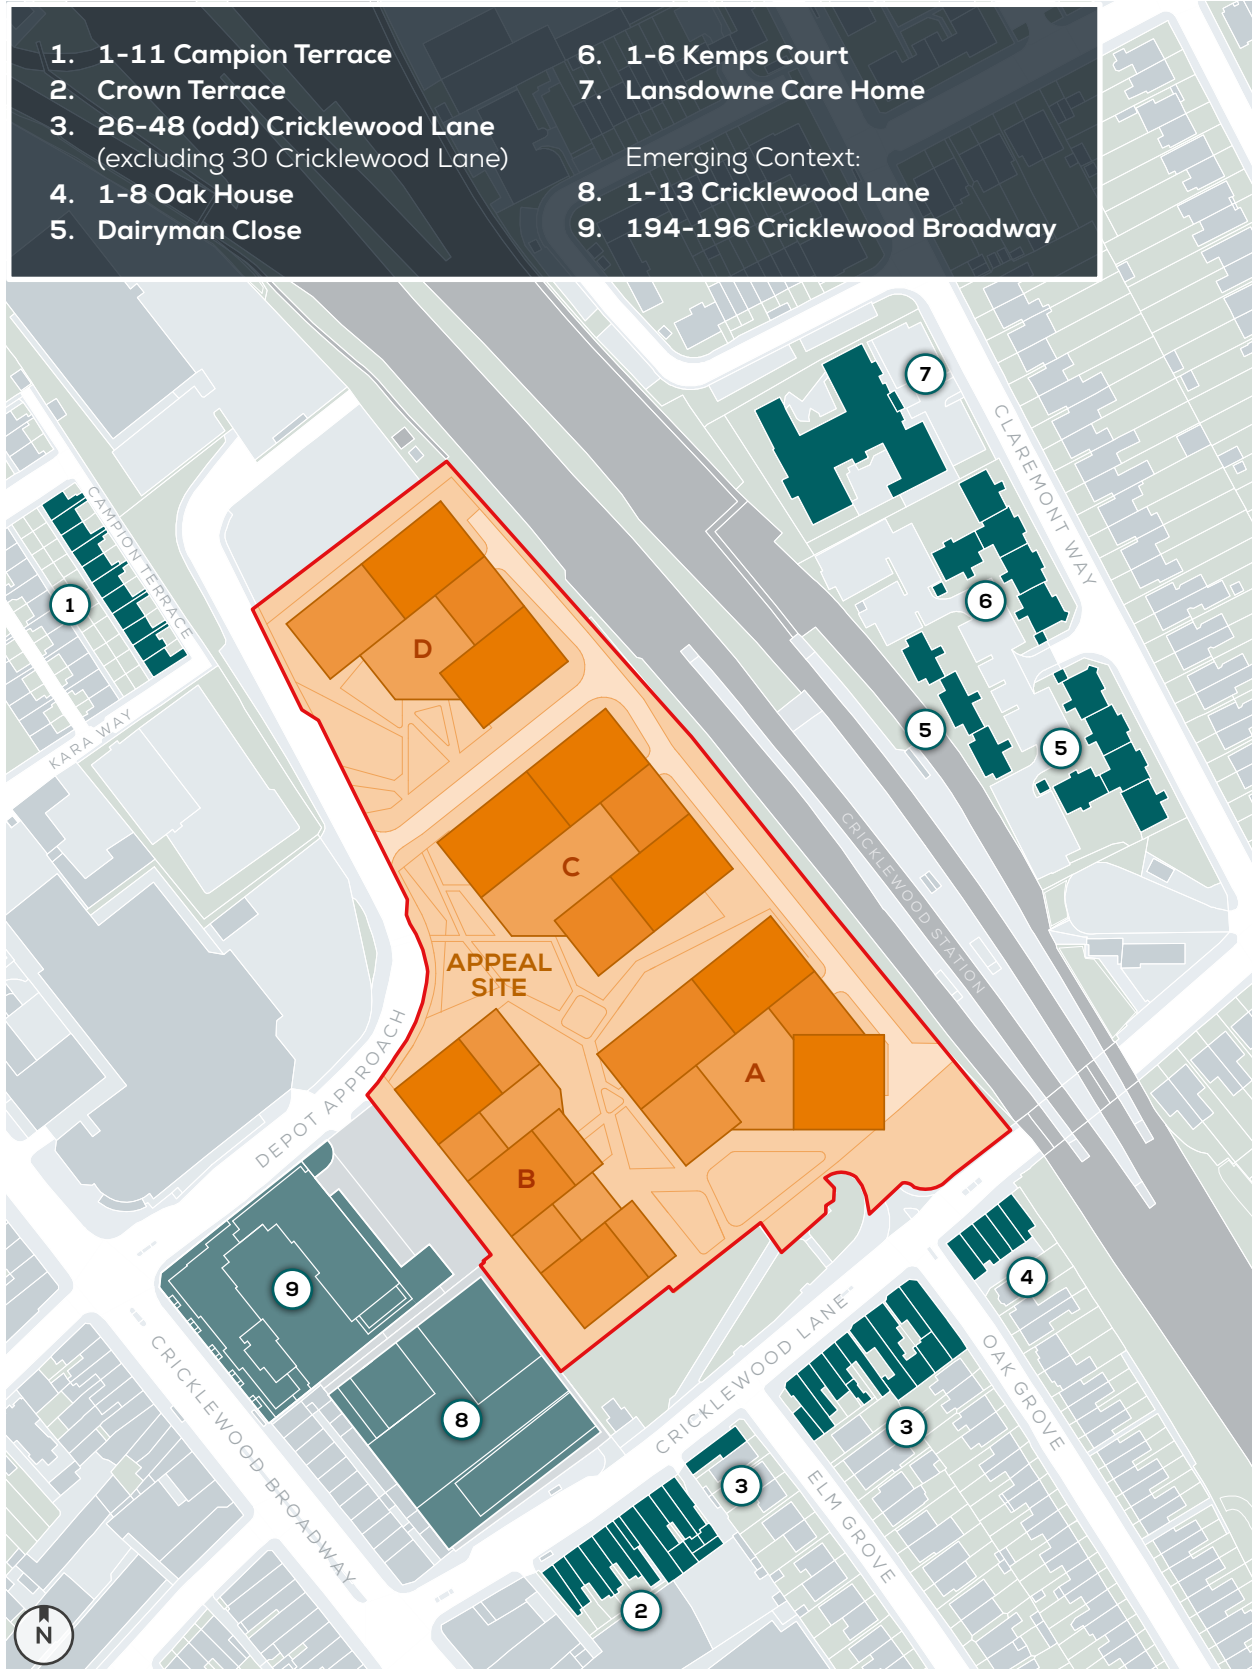 1. 1-11 Campion Terrace
2. Crown Terrace
3. 26-48 (odd) Cricklewood Lane
(excluding 30 Cricklewood Lane)
4. 1-8 Oak House
5. Dairyman Close
6. 1-6 Kemps Court
7. Lansdowne Care Home
Emerging Context:
8. 1-13 Cricklewood Lane
9. 194-196 Cricklewood Broadway
7
CLAREMONT WAY
CAMPION TERRACE
1
6
D
KARA WAY
5
5
CRICKLEWOOD STATION
C
APPEAL
SITE
DEPOT APPROACH
A
B
9
4
CRICKLEWOOD LANE
OAK GROVE
CRICKLEWOOD BROADWAY
8
3
3
ELM GROVE
2
N